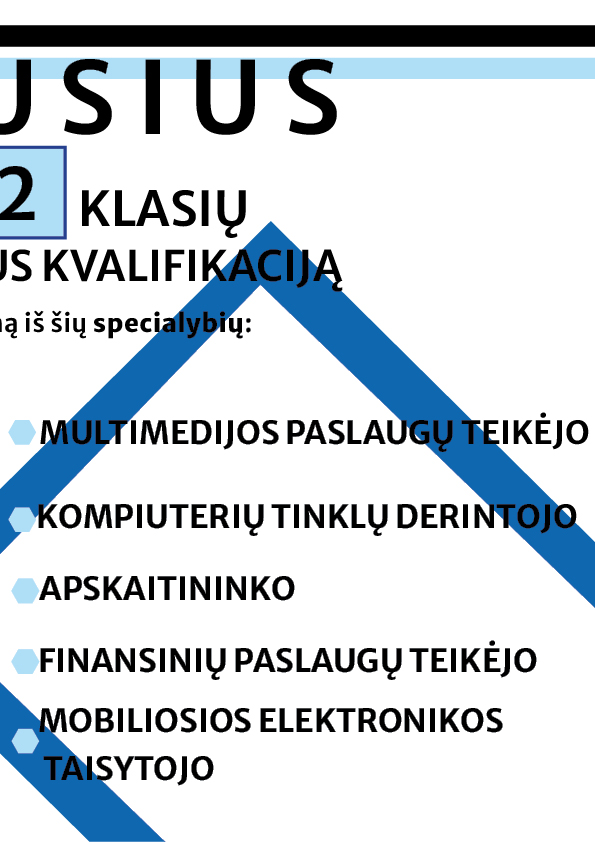 USIUS
2 KLASIŲ
US KVALIFIKACIJĄ
ną iš šių specialybių:
MULTIMEDIJOS PASLAUGŲ TEIKĖJO
KOMPIUTERIŲ TINKLŲ DERINTOJO
APSKAITININKO
FINANSINIŲ PASLAUGŲ TEIKĖJO
MOBILIOSIOS ELEKTRONIKOS
TAISYTOJO